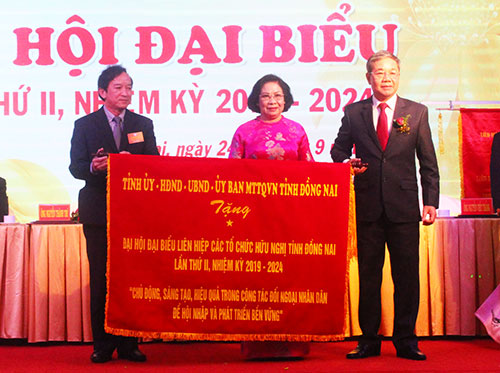 HỘI ĐẠI BIỂU
THỨ II, NHIỆM KỲ 2019 - 2024
ngày 24
9
TỈNH ỦY - HĐND - UBND - ỦY BAN MTTQVN TỈNH ĐỒNG NAI
Tặng
ĐẠI HỘI ĐẠI BIỂU LIÊN HIỆP CÁC TỔ CHỨC HỮU NGHỊ TỈNH ĐỒNG NAI
LẦN THỨ II, NHIỆM KỲ 2019 - 2024
"CHỦ ĐỘNG, SÁNG TẠO, HIỆU QUẢ TRONG CÔNG TÁC ĐỐI NGOẠI NHÂN DÂN
ĐỂ HỘI NHẬP VÀ PHÁT TRIỂN BỀN VỮNG"